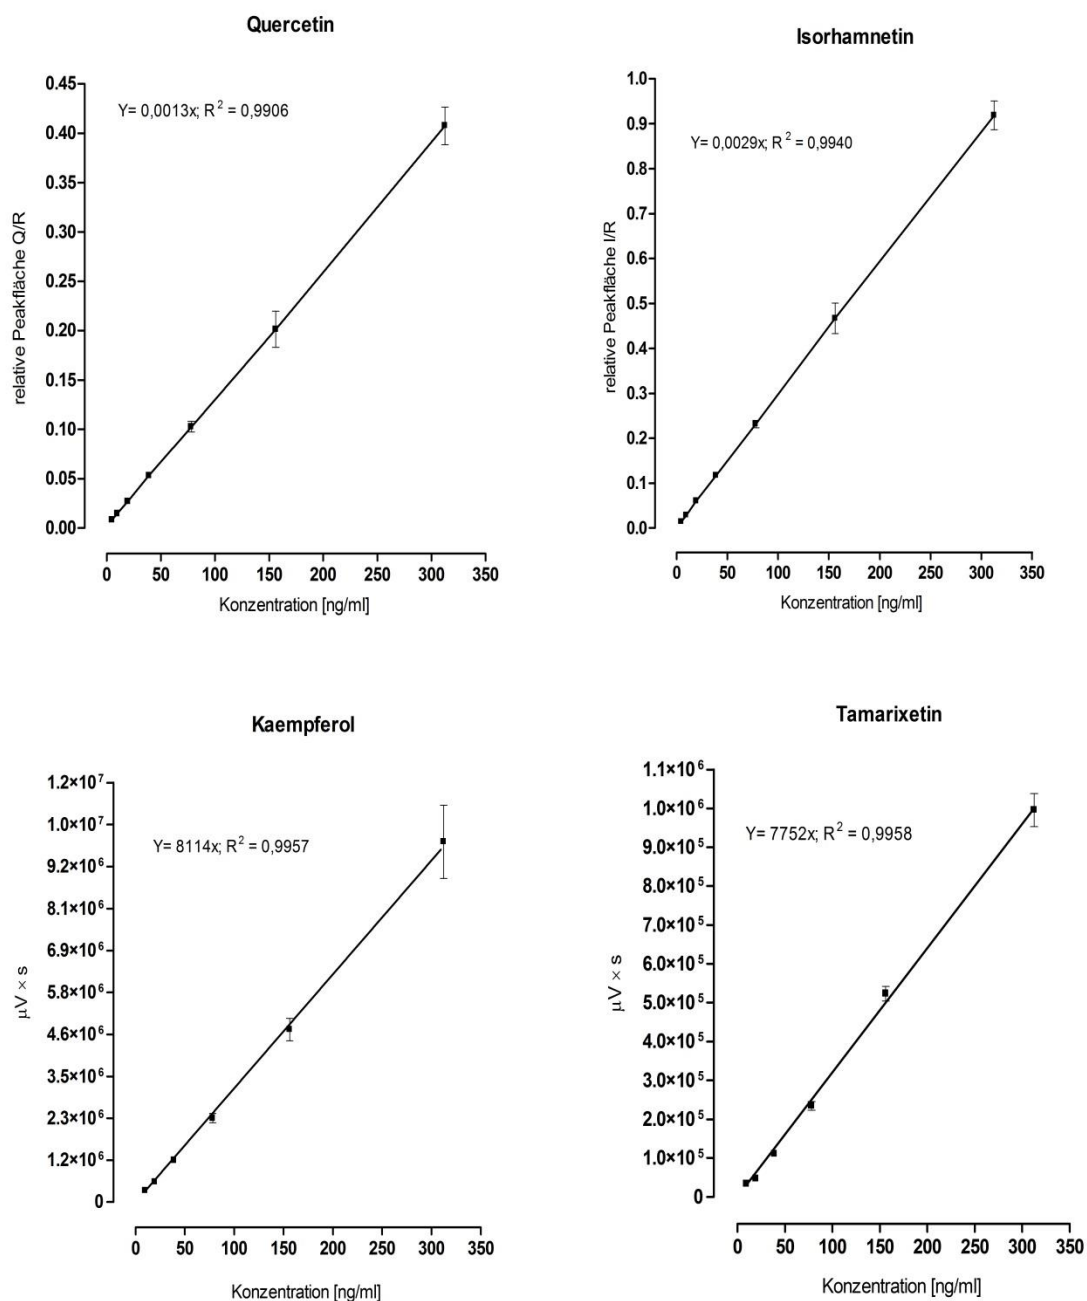 Quercetin
Y= 0,0013x; R² = 0,9906
relative Peakfläche Q/R
0.45
0.40
0.35
0.30
0.25
0.20
0.15
0.10
0.05
0.00
0 50 100 150 200 250 300 350
Konzentration [ng/ml]
Isorhamnetin
Y= 0,0029x; R² = 0,9940
relative Peakfläche I/R
1.0
0.9
0.8
0.7
0.6
0.5
0.4
0.3
0.2
0.1
0.0
0 50 100 150 200 250 300 350
Konzentration [ng/ml]
Kaempferol
Y= 8114x; R² = 0,9957
µV × s
1.2×10⁷
1.0×10⁷
9.2×10⁶
8.1×10⁶
6.9×10⁶
5.8×10⁶
4.6×10⁶
3.5×10⁶
2.3×10⁶
1.2×10⁶
0
0 50 100 150 200 250 300 350
Konzentration [ng/ml]
Tamarixetin
Y= 7752x; R² = 0,9958
µV × s
1.1×10⁶
1.0×10⁶
9.0×10⁵
8.0×10⁵
7.0×10⁵
6.0×10⁵
5.0×10⁵
4.0×10⁵
3.0×10⁵
2.0×10⁵
1.0×10⁵
0
0 50 100 150 200 250 300 350
Konzentration [ng/ml]